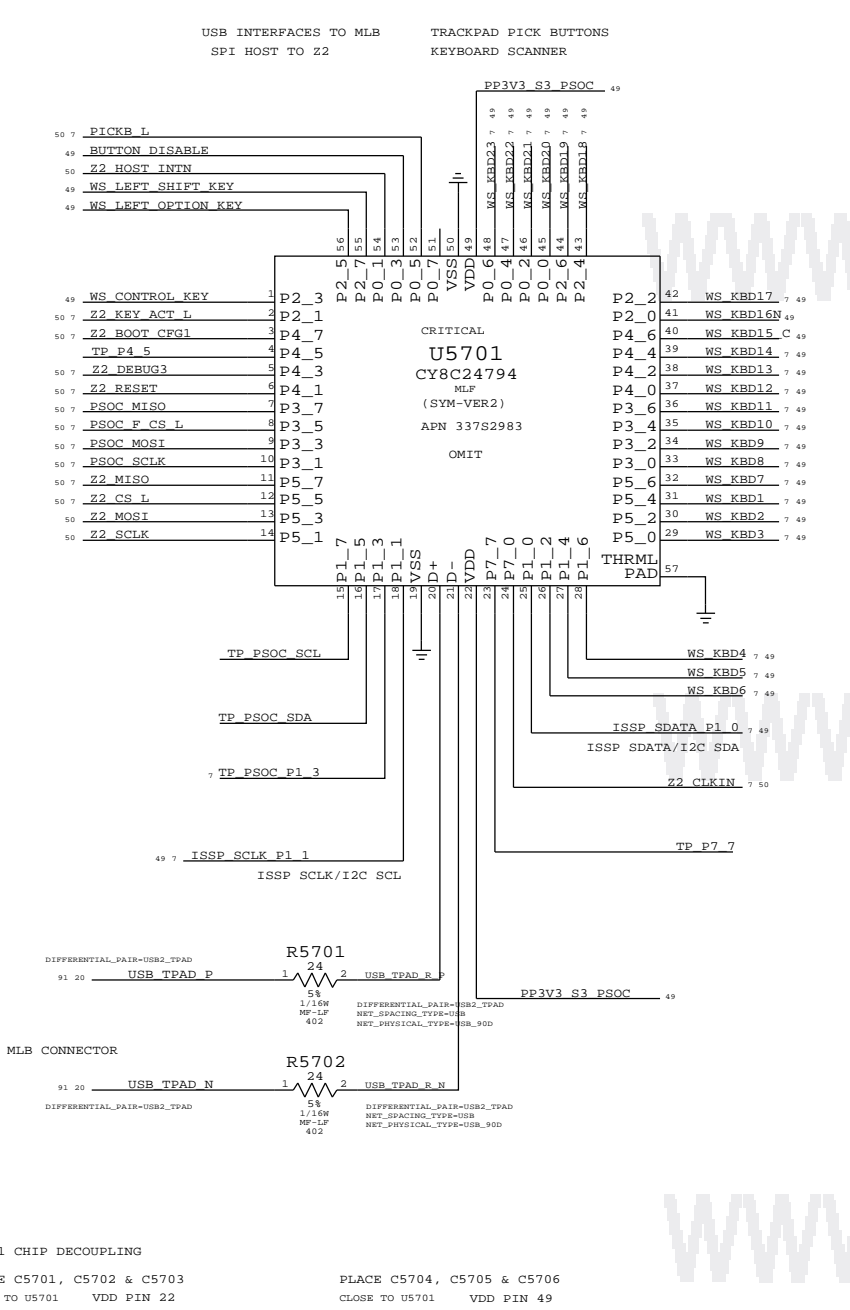 USB INTERFACES TO MLB TRACKPAD PICK BUTTONS
SPI HOST TO Z2 KEYBOARD SCANNER
PP3V3_S3_PSOC 49
50 7 PICKB_L
49 BUTTON_DISABLE
50 Z2_HOST_INTN
49 WS_LEFT_SHIFT_KEY
49 WS_LEFT_OPTION_KEY
WS_KBD23 7 49
WS_KBD22 7 49
WS_KBD21 7 49
WS_KBD20 7 49
WS_KBD19 7 49
WS_KBD18 7 49
56 55 54 53 52 51 50 49 48 47 46 45 44 43
P2_5 P2_7 P0_1 P0_3 P0_5 P0_7 VSS VDD P0_6 P0_4 P0_2 P0_0 P2_6 P2_4
49 WS_CONTROL_KEY 1 P2_3
50 7 Z2_KEY_ACT_L 2 P2_1
50 7 Z2_BOOT_CFG1 3 P4_7
TP_P4_5 4 P4_5
50 7 Z2_DEBUG3 5 P4_3
50 7 Z2_RESET 6 P4_1
50 7 PSOC_MISO 7 P3_7
50 7 PSOC_F_CS_L 8 P3_5
50 7 PSOC_MOSI 9 P3_3
50 7 PSOC_SCLK 10 P3_1
50 7 Z2_MISO 11 P5_7
50 7 Z2_CS_L 12 P5_5
50 Z2_MOSI 13 P5_3
50 Z2_SCLK 14 P5_1
CRITICAL
U5701
CY8C24794
MLF
(SYM-VER2)
APN 337S2983
OMIT
P2_2 42 WS_KBD17 7 49
P2_0 41 WS_KBD16N 49
P4_6 40 WS_KBD15_C 49
P4_4 39 WS_KBD14 7 49
P4_2 38 WS_KBD13 7 49
P4_0 37 WS_KBD12 7 49
P3_6 36 WS_KBD11 7 49
P3_4 35 WS_KBD10 7 49
P3_2 34 WS_KBD9 7 49
P3_0 33 WS_KBD8 7 49
P5_6 32 WS_KBD7 7 49
P5_4 31 WS_KBD1 7 49
P5_2 30 WS_KBD2 7 49
P5_0 29 WS_KBD3 7 49
THRML
PAD 57
P1_7 P1_5 P1_3 P1_1 VSS D+ D- VDD P7_7 P7_0 P1_0 P1_2 P1_4 P1_6
15 16 17 18 19 20 21 22 23 24 25 26 27 28
TP_PSOC_SCL
WS_KBD4 7 49
WS_KBD5 7 49
WS_KBD6 7 49
TP_PSOC_SDA
ISSP_SDATA_P1_0 7 49
ISSP SDATA/I2C SDA
7 TP_PSOC_P1_3
Z2_CLKIN 7 50
TP_P7_7
49 7 ISSP_SCLK_P1_1
ISSP SCLK/I2C SCL
R5701
DIFFERENTIAL_PAIR=USB2_TPAD
24
91 20 USB_TPAD_P 1 2 USB_TPAD_R_P
5%
1/16W
MF-LF
402
DIFFERENTIAL_PAIR=USB2_TPAD
NET_SPACING_TYPE=USB
NET_PHYSICAL_TYPE=USB_90D
PP3V3_S3_PSOC 49
MLB CONNECTOR
R5702
24
91 20 USB_TPAD_N 1 2 USB_TPAD_R_N
DIFFERENTIAL_PAIR=USB2_TPAD
5%
1/16W
MF-LF
402
DIFFERENTIAL_PAIR=USB2_TPAD
NET_SPACING_TYPE=USB
NET_PHYSICAL_TYPE=USB_90D
CHIP DECOUPLING
C5701, C5702 & C5703 PLACE C5704, C5705 & C5706
TO U5701 VDD PIN 22 CLOSE TO U5701 VDD PIN 49